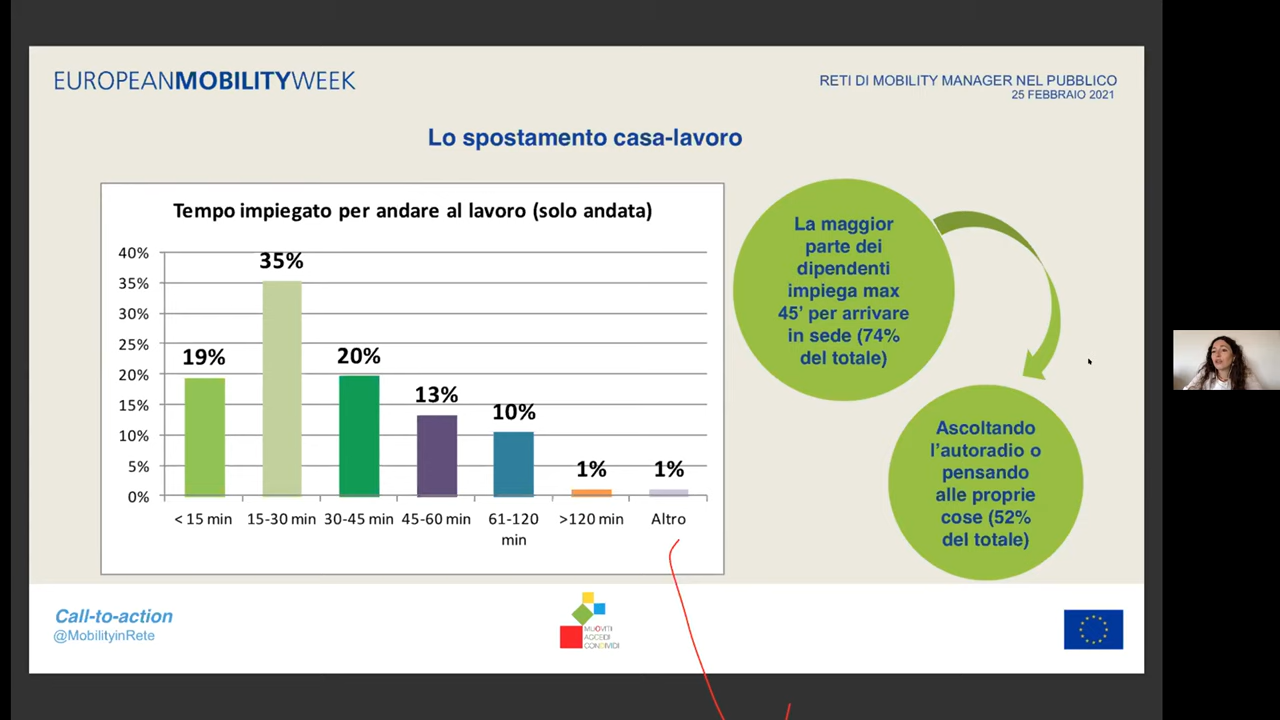 EUROPEANMOBILITYWEEK
RETI DI MOBILITY MANAGER NEL PUBBLICO
25 FEBBRAIO 2021
Lo spostamento casa-lavoro
Tempo impiegato per andare al lavoro (solo andata)
40%
35%
30%
25%
20%
15%
10%
5%
0%
19%
35%
20%
13%
10%
1%
1%
< 15 min
15-30 min
30-45 min
45-60 min
61-120
min
>120 min
Altro
La maggior
parte dei
dipendenti
impiega max
45’ per arrivare
in sede (74%
del totale)
Ascoltando
l’autoradio o
pensando
alle proprie
cose (52%
del totale)
Call-to-action
@MobilityinRete
MUOVITI
ACCEDI
CONDIVIDI